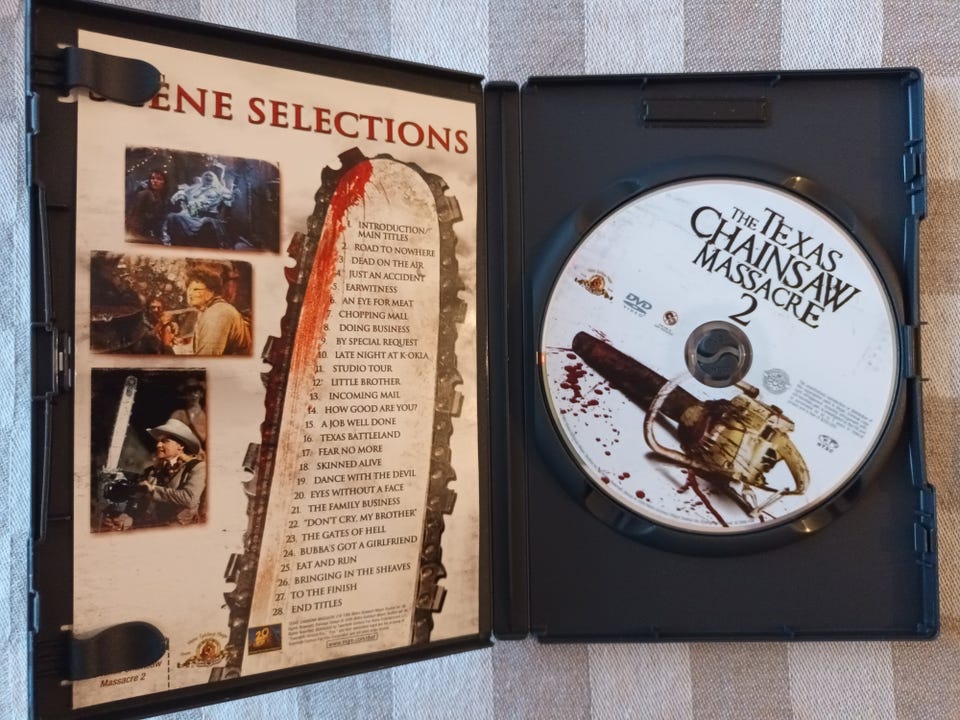 SCENE SELECTIONS
1. INTRODUCTION/
MAIN TITLES
2. ROAD TO NOWHERE
3. DEAD ON THE AIR
4. JUST AN ACCIDENT
5. EARWITNESS
6. AN EYE FOR MEAT
7. CHOPPING MALL
8. DOING BUSINESS
9. BY SPECIAL REQUEST
10. LATE NIGHT AT K-OKLA
11. STUDIO TOUR
12. LITTLE BROTHER
13. INCOMING MAIL
14. HOW GOOD ARE YOU?
15. A JOB WELL DONE
16. TEXAS BATTLELAND
17. FEAR NO MORE
18. SKINNED ALIVE
19. DANCE WITH THE DEVIL
20. EYES WITHOUT A FACE
21. THE FAMILY BUSINESS
22. "DON'T CRY, MY BROTHER"
23. THE GATES OF HELL
24. BUBBA'S GOT A GIRLFRIEND
25. EAT AND RUN
26. BRINGING IN THE SHEAVES
27. TO THE FINISH
28. END TITLES
www.mgm.com/dvd
20
Massacre 2
THE TEXAS
CHAINSAW
MASSACRE
2
DVD
VIDEO
NTSC